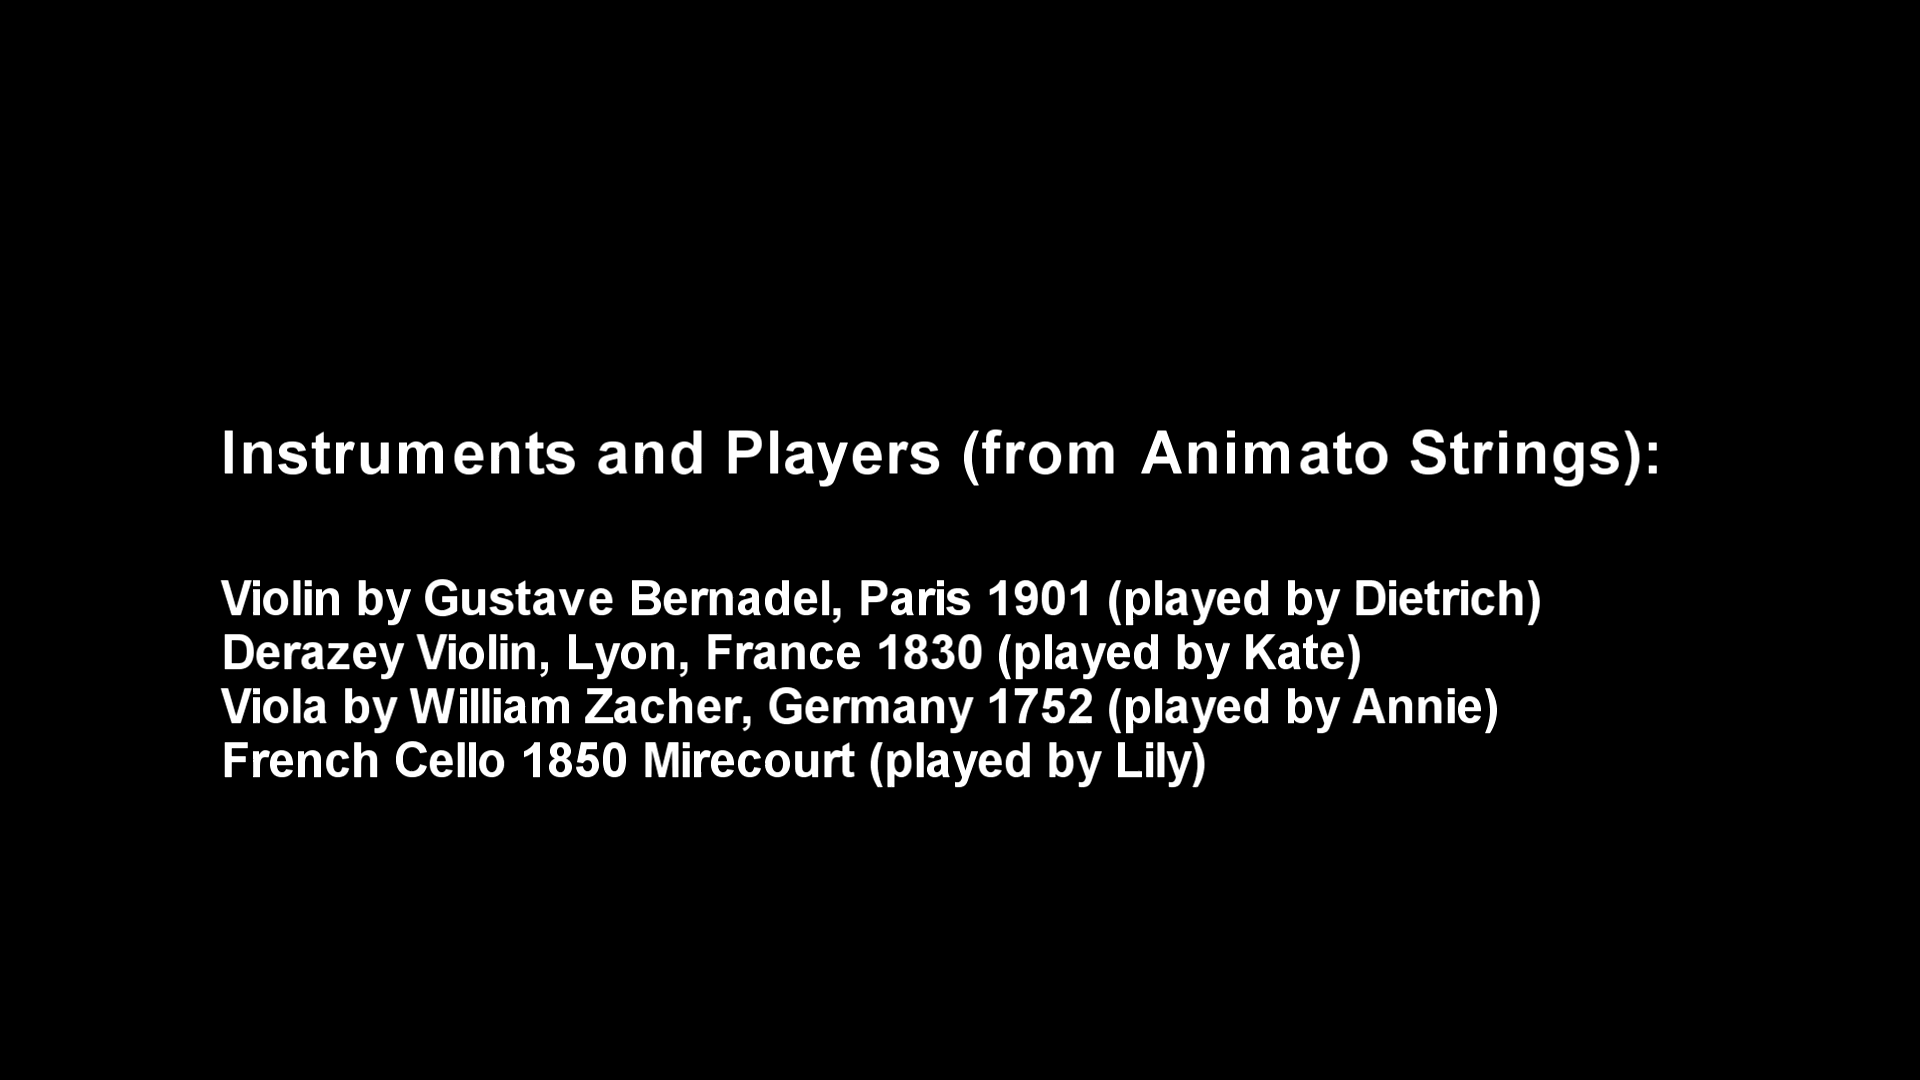 Instruments and Players (from Animato Strings):
Violin by Gustave Bernadel, Paris 1901 (played by Dietrich)
Derazey Violin, Lyon, France 1830 (played by Kate)
Viola by William Zacher, Germany 1752 (played by Annie)
French Cello 1850 Mirecourt (played by Lily)